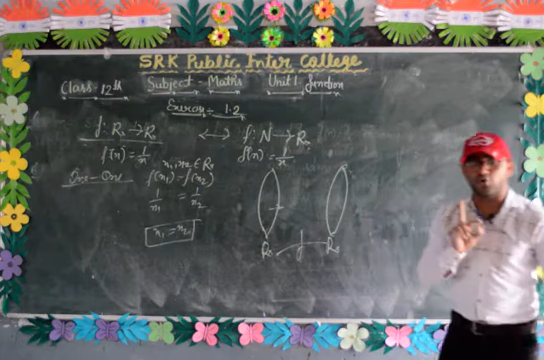 SRK Public Inter College
Class 12th Subject - Maths Unit 1 function
Exercise 1.2
f: R* → R* ⟷ f: N → R*
f(x) = 1/x f(x) = 1/x
x1, x2 ∈ R*
One-One f(x1) = f(x2)
1/x1 = 1/x2
x1 = x2
R* f R*